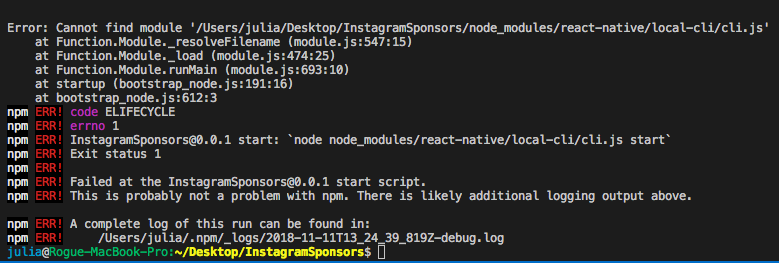 Error: Cannot find module '/Users/julia/Desktop/InstagramSponsors/node_modules/react-native/local-cli/cli.js'
    at Function.Module._resolveFilename (module.js:547:15)
    at Function.Module._load (module.js:474:25)
    at Function.Module.runMain (module.js:693:10)
    at startup (bootstrap_node.js:191:16)
    at bootstrap_node.js:612:3
npm ERR! code ELIFECYCLE
npm ERR! errno 1
npm ERR! InstagramSponsors@0.0.1 start: `node node_modules/react-native/local-cli/cli.js start`
npm ERR! Exit status 1
npm ERR!
npm ERR! Failed at the InstagramSponsors@0.0.1 start script.
npm ERR! This is probably not a problem with npm. There is likely additional logging output above.
npm ERR! A complete log of this run can be found in:
npm ERR!     /Users/julia/.npm/_logs/2018-11-11T13_24_39_819Z-debug.log
julia@Rogue-MacBook-Pro:~/Desktop/InstagramSponsors$